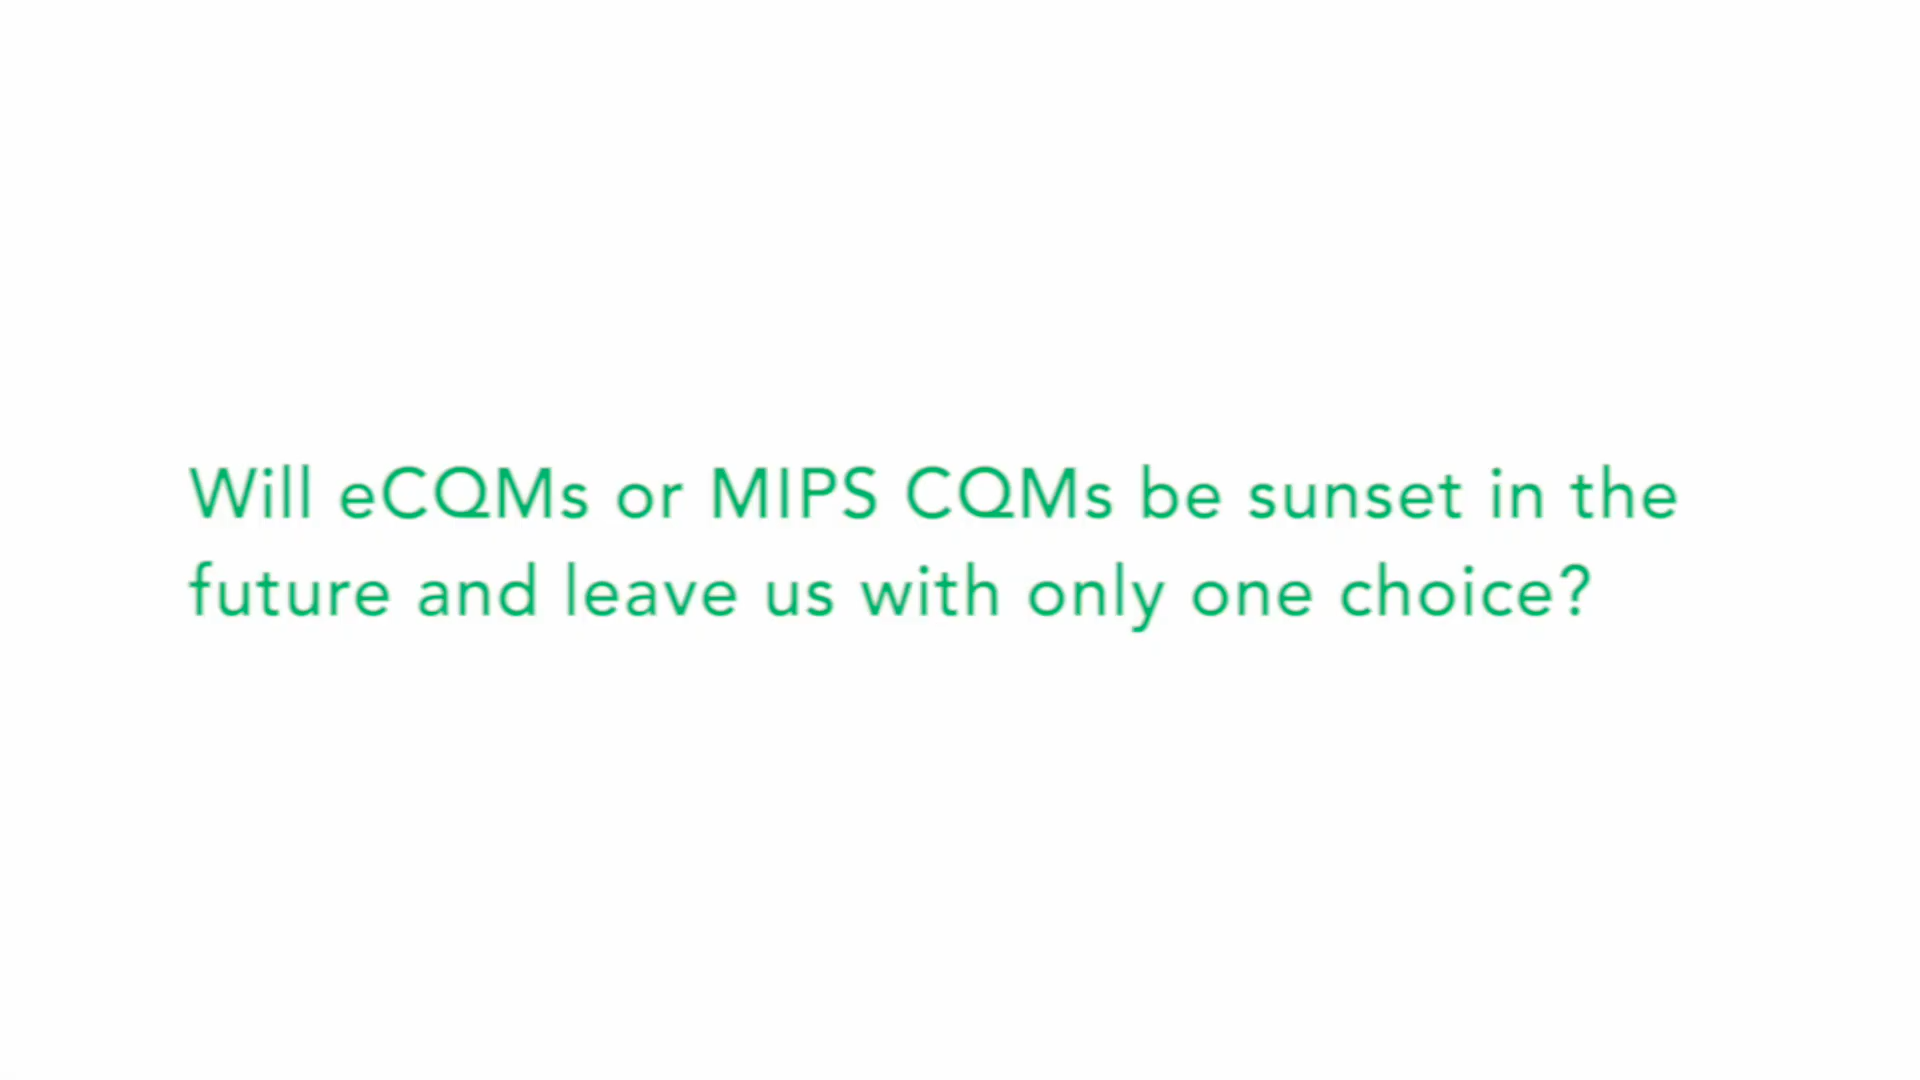 Will eCQMs or MIPS CQMs be sunset in the
future and leave us with only one choice?